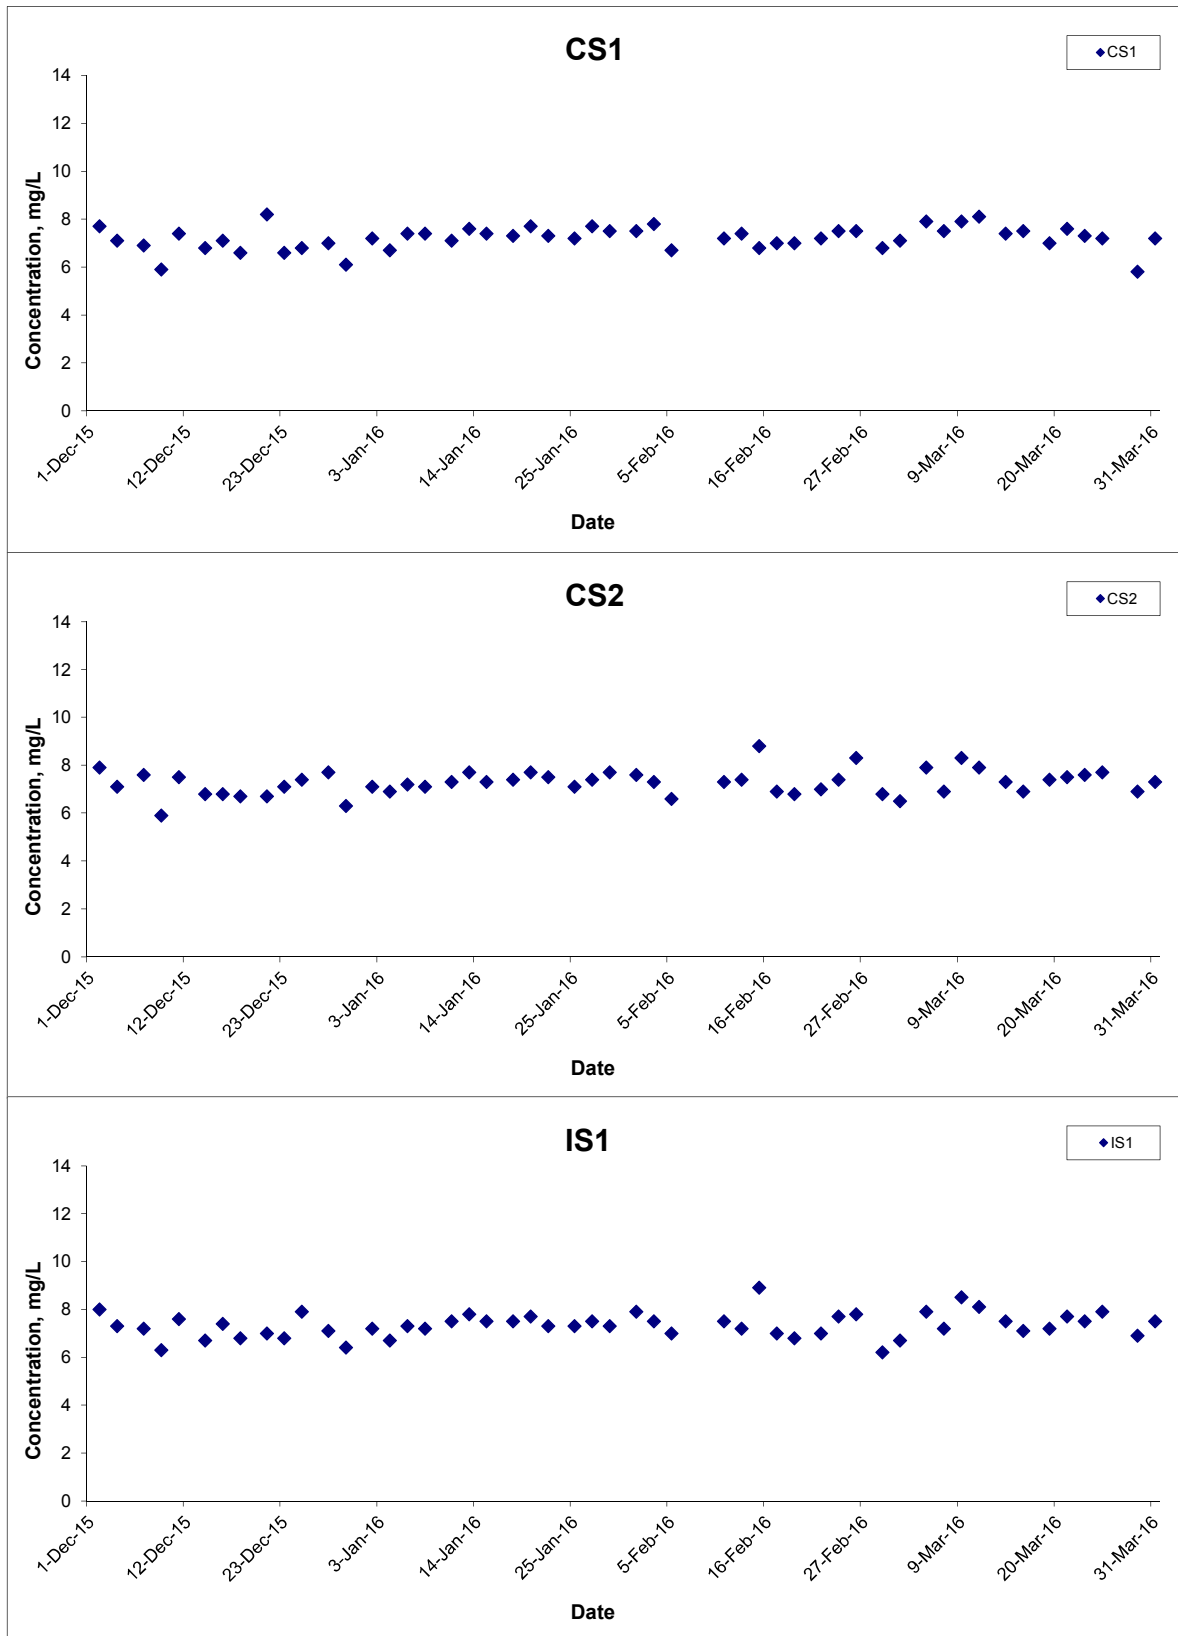 CS1
CS1
14
12
10
8
6
4
2
0
Concentration, mg/L
1-Dec-15
12-Dec-15
23-Dec-15
3-Jan-16
14-Jan-16
25-Jan-16
5-Feb-16
16-Feb-16
27-Feb-16
9-Mar-16
20-Mar-16
31-Mar-16
Date
CS2
CS2
14
12
10
8
6
4
2
0
Concentration, mg/L
1-Dec-15
12-Dec-15
23-Dec-15
3-Jan-16
14-Jan-16
25-Jan-16
5-Feb-16
16-Feb-16
27-Feb-16
9-Mar-16
20-Mar-16
31-Mar-16
Date
IS1
IS1
14
12
10
8
6
4
2
0
Concentration, mg/L
1-Dec-15
12-Dec-15
23-Dec-15
3-Jan-16
14-Jan-16
25-Jan-16
5-Feb-16
16-Feb-16
27-Feb-16
9-Mar-16
20-Mar-16
31-Mar-16
Date